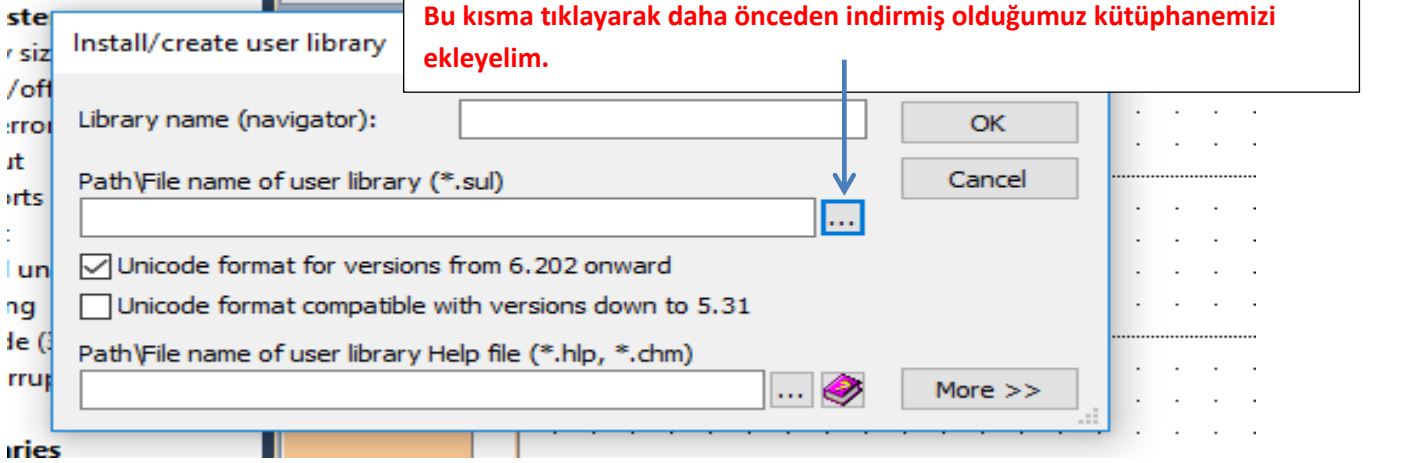 Bu kısma tıklayarak daha önceden indirmiş olduğumuz kütüphanemizi
ekleyelim.
Install/create user library
Library name (navigator):
OK
Path\File name of user library (*.sul)
Cancel
...
Unicode format for versions from 6.202 onward
Unicode format compatible with versions down to 5.31
Path\File name of user library Help file (*.hlp, *.chm)
...
More >>